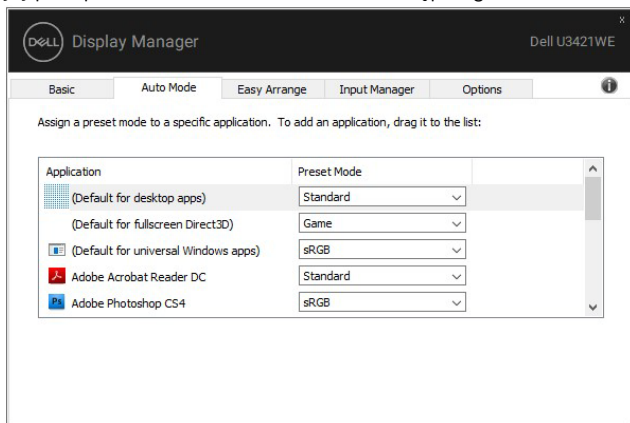 DELL Display Manager Dell U3421WE
x
Basic Auto Mode Easy Arrange Input Manager Options i
Assign a preset mode to a specific application. To add an application, drag it to the list:
Application Preset Mode
(Default for desktop apps) Standard
(Default for fullscreen Direct3D) Game
(Default for universal Windows apps) sRGB
Adobe Acrobat Reader DC Standard
Ps Adobe Photoshop CS4 sRGB